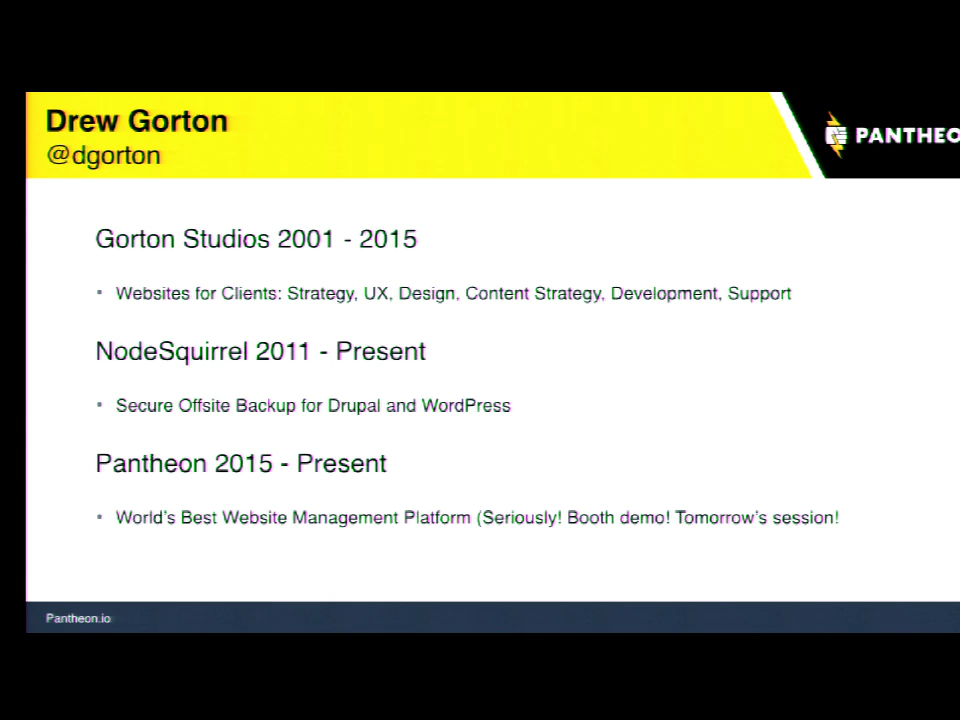 Drew Gorton
@dgorton
PANTHEO
Gorton Studios 2001 - 2015
▪ Websites for Clients: Strategy, UX, Design, Content Strategy, Development, Support
NodeSquirrel 2011 - Present
▪ Secure Offsite Backup for Drupal and WordPress
Pantheon 2015 - Present
▪ World's Best Website Management Platform (Seriously! Booth demo! Tomorrow's session!
Pantheon.io